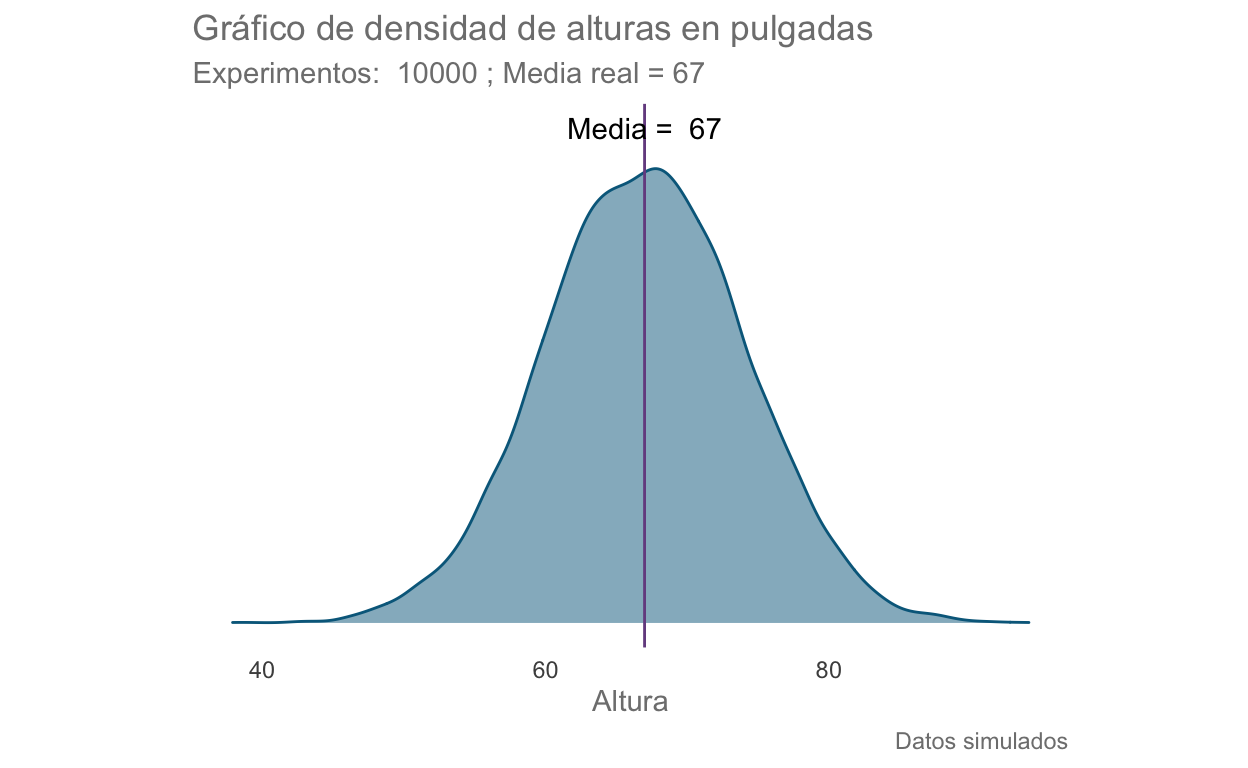 Gráfico de densidad de alturas en pulgadas
Experimentos:  10000 ; Media real = 67
Media =  67
40 60 80
Altura
Datos simulados